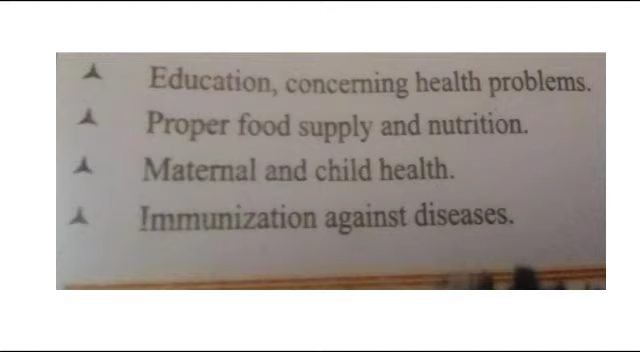 Education, concerning health problems.
Proper food supply and nutrition.
Maternal and child health.
Immunization against diseases.